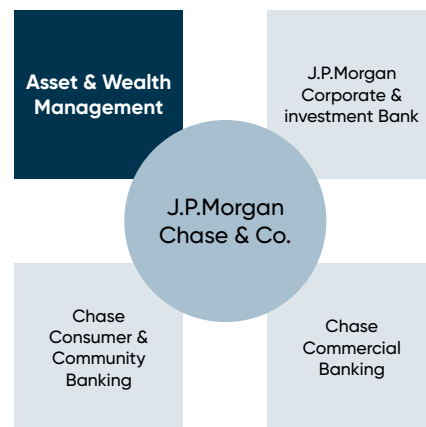 Asset & Wealth
Management
J.P.Morgan
Corporate &
investment Bank
J.P.Morgan
Chase & Co.
Chase
Consumer &
Community
Banking
Chase
Commercial
Banking